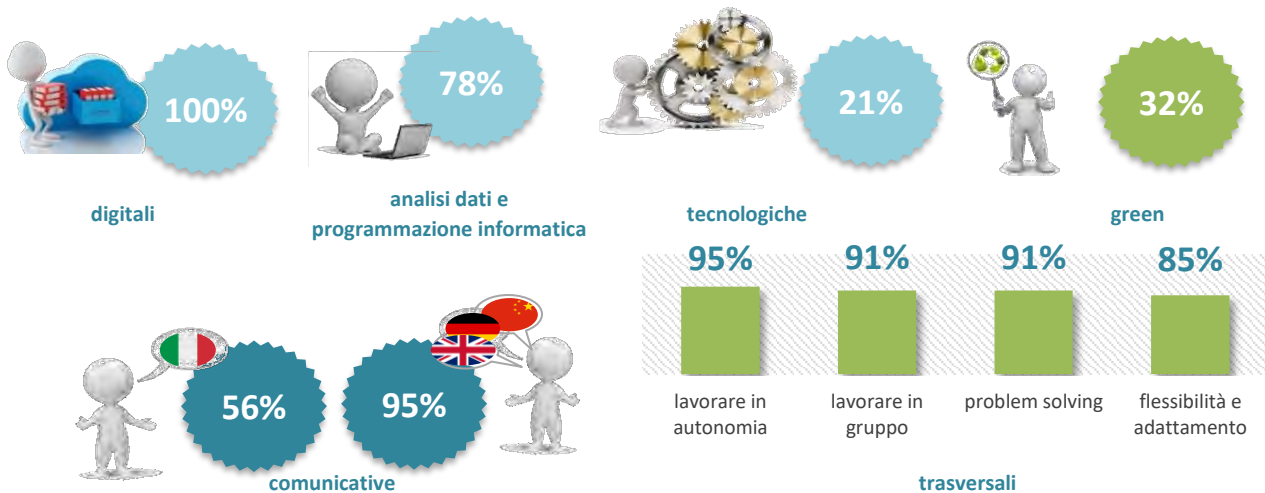 100%
78%
21%
32%
digitali
analisi dati e
programmazione informatica
tecnologiche
green
95%
91%
91%
85%
lavorare in
autonomia
lavorare in
gruppo
problem solving
flessibilità e
adattamento
trasversali
56%
95%
comunicative